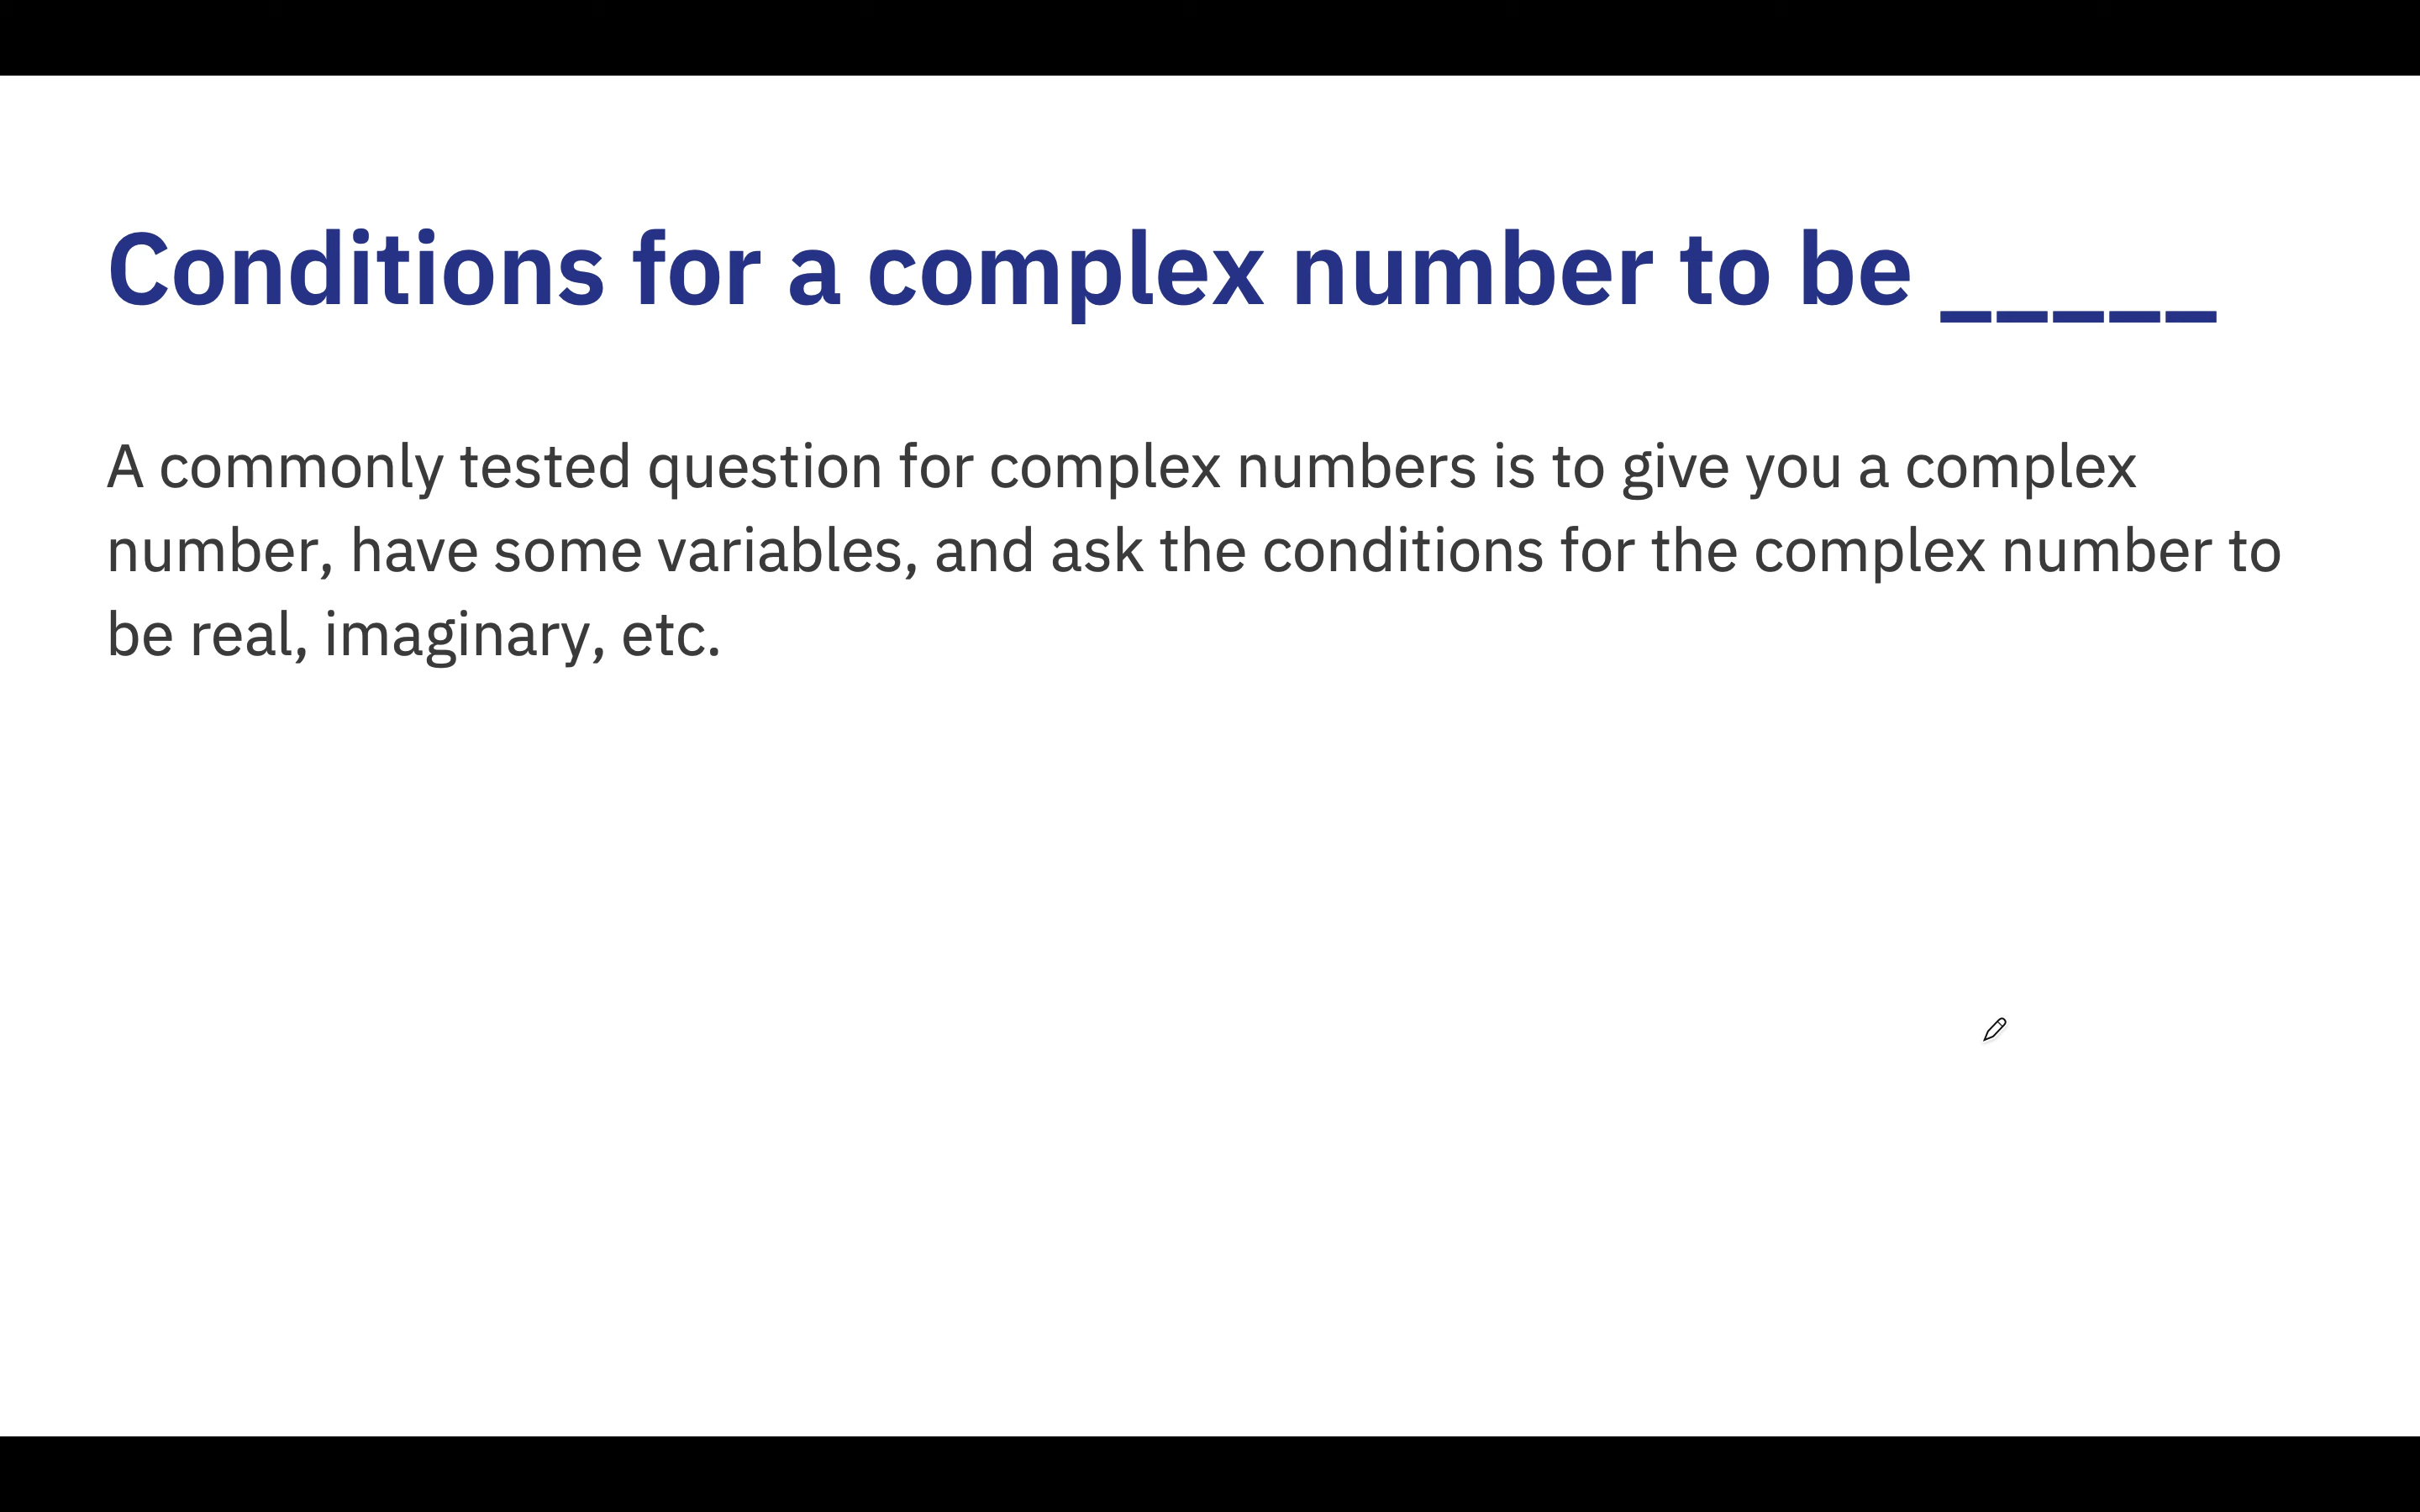 Conditions for a complex number to be _____
A commonly tested question for complex numbers is to give you a complex
number, have some variables, and ask the conditions for the complex number to
be real, imaginary, etc.